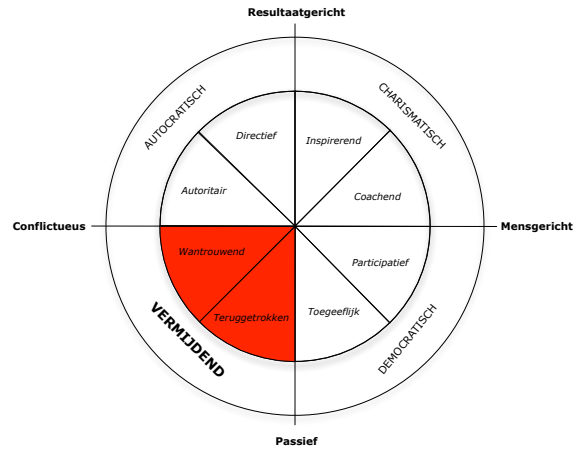 Resultaatgericht
AUTOCRATISCH
CHARISMATISCH
Directief
Inspirerend
Autoritair
Coachend
Conflictueus
Mensgericht
Wantrouwend
Participatief
Teruggetrokken
Toegeeflijk
VERMIJDEND
DEMOCRATISCH
Passief